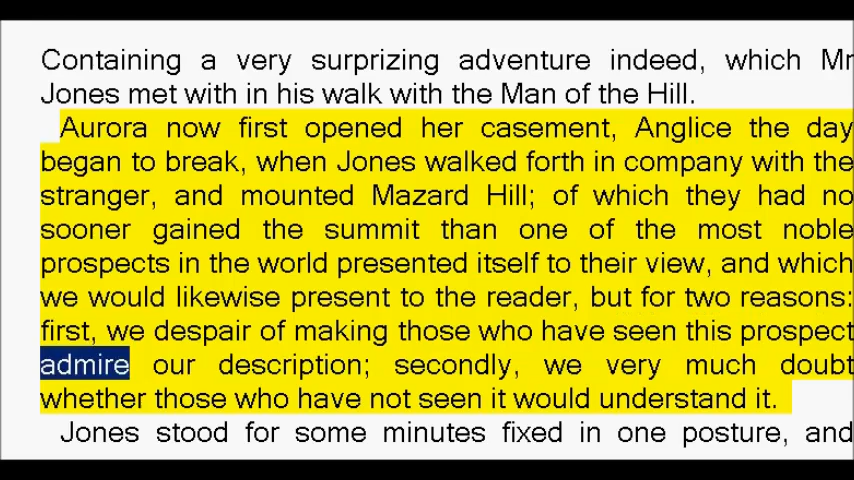 Containing a very surprizing adventure indeed, which Mr
Jones met with in his walk with the Man of the Hill.
Aurora now first opened her casement, Anglice the day
began to break, when Jones walked forth in company with the
stranger, and mounted Mazard Hill; of which they had no
sooner gained the summit than one of the most noble
prospects in the world presented itself to their view, and which
we would likewise present to the reader, but for two reasons:
first, we despair of making those who have seen this prospect
admire our description; secondly, we very much doubt
whether those who have not seen it would understand it.
Jones stood for some minutes fixed in one posture, and